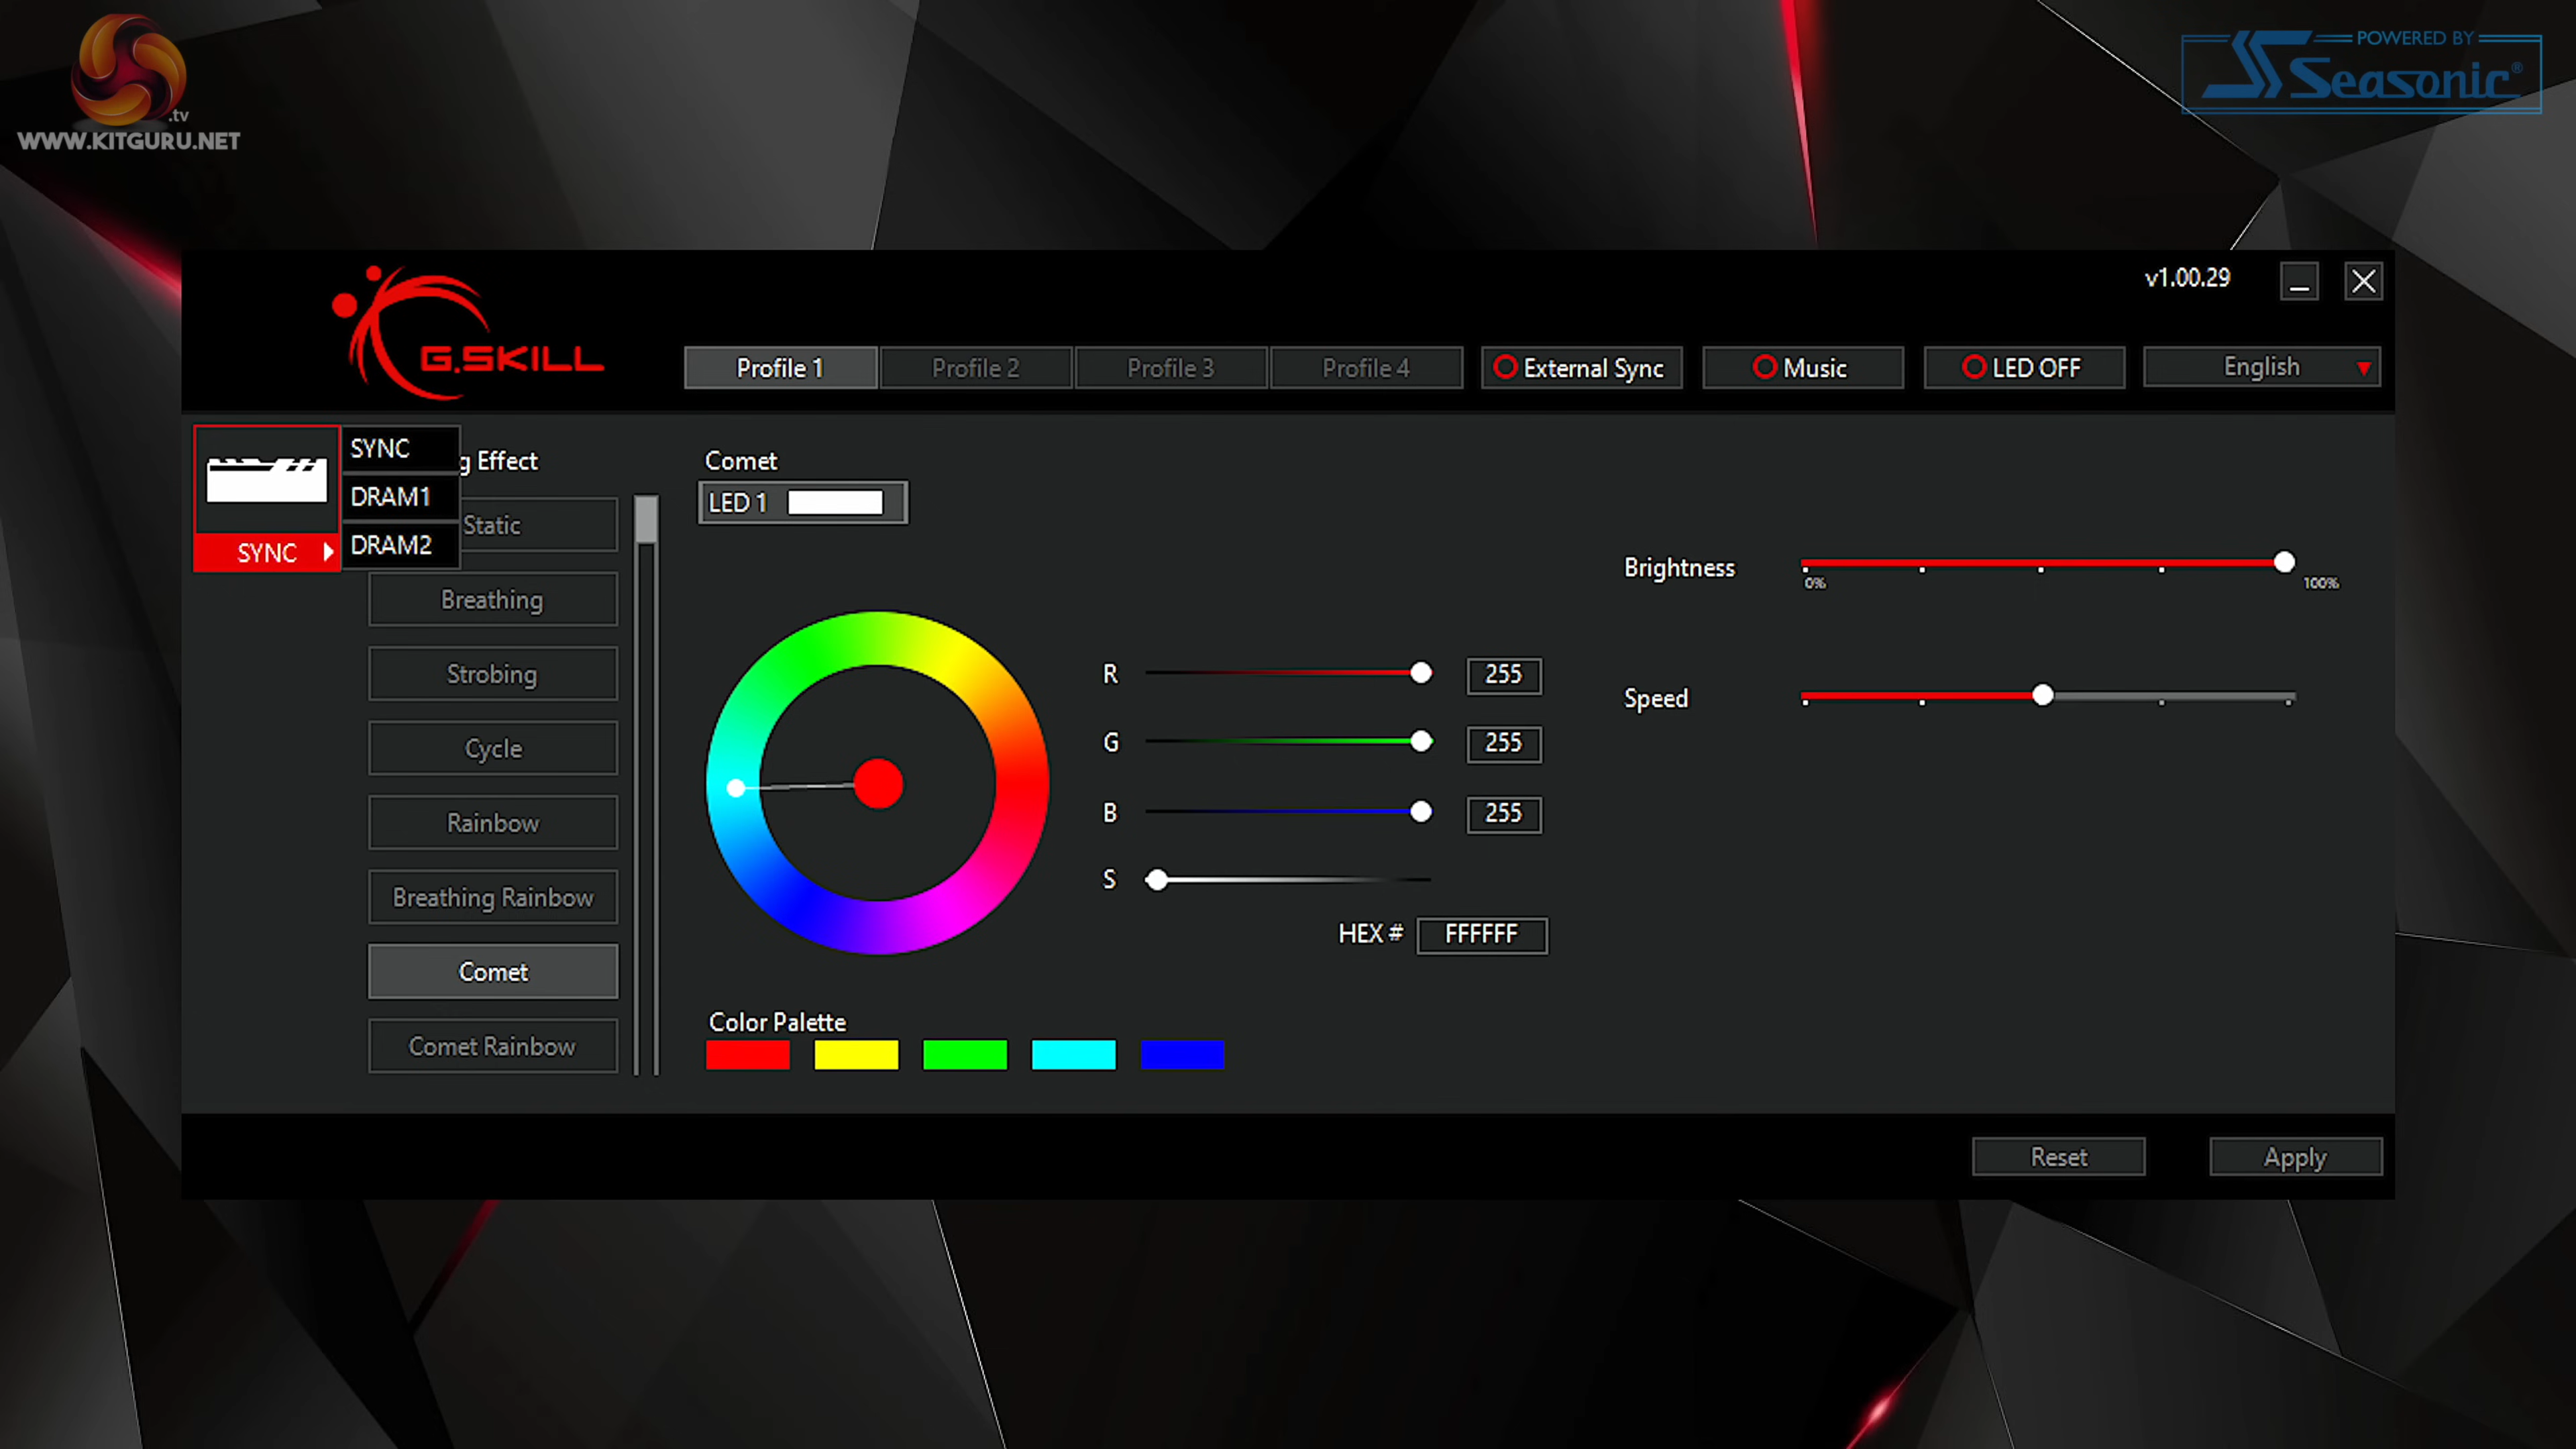 .tv
WWW.KITGURU.NET
POWERED BY
Seasonic®
v1.00.29
G.SKILL
Profile 1
Profile 2
Profile 3
Profile 4
External Sync
Music
LED OFF
English
SYNC
SYNC
DRAM1
DRAM2
g Effect
Static
Breathing
Strobing
Cycle
Rainbow
Breathing Rainbow
Comet
Comet Rainbow
Comet
LED 1
R 255
G 255
B 255
S
HEX # FFFFFF
Color Palette
Brightness
0% 100%
Speed
Reset
Apply